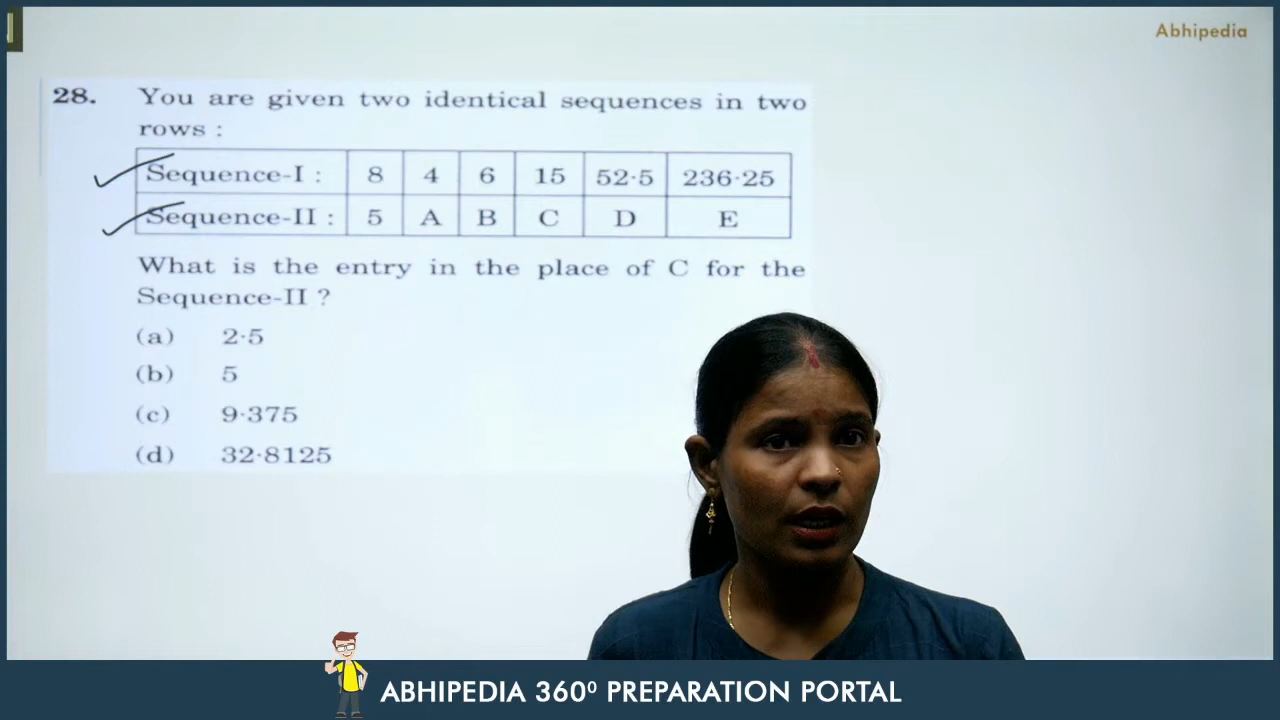 Abhipedia
28. You are given two identical sequences in two
rows :
Sequence-I : 8 4 6 15 52·5 236·25
Sequence-II : 5 A B C D E
What is the entry in the place of C for the
Sequence-II ?
(a) 2·5
(b) 5
(c) 9·375
(d) 32·8125
ABHIPEDIA 360⁰ PREPARATION PORTAL